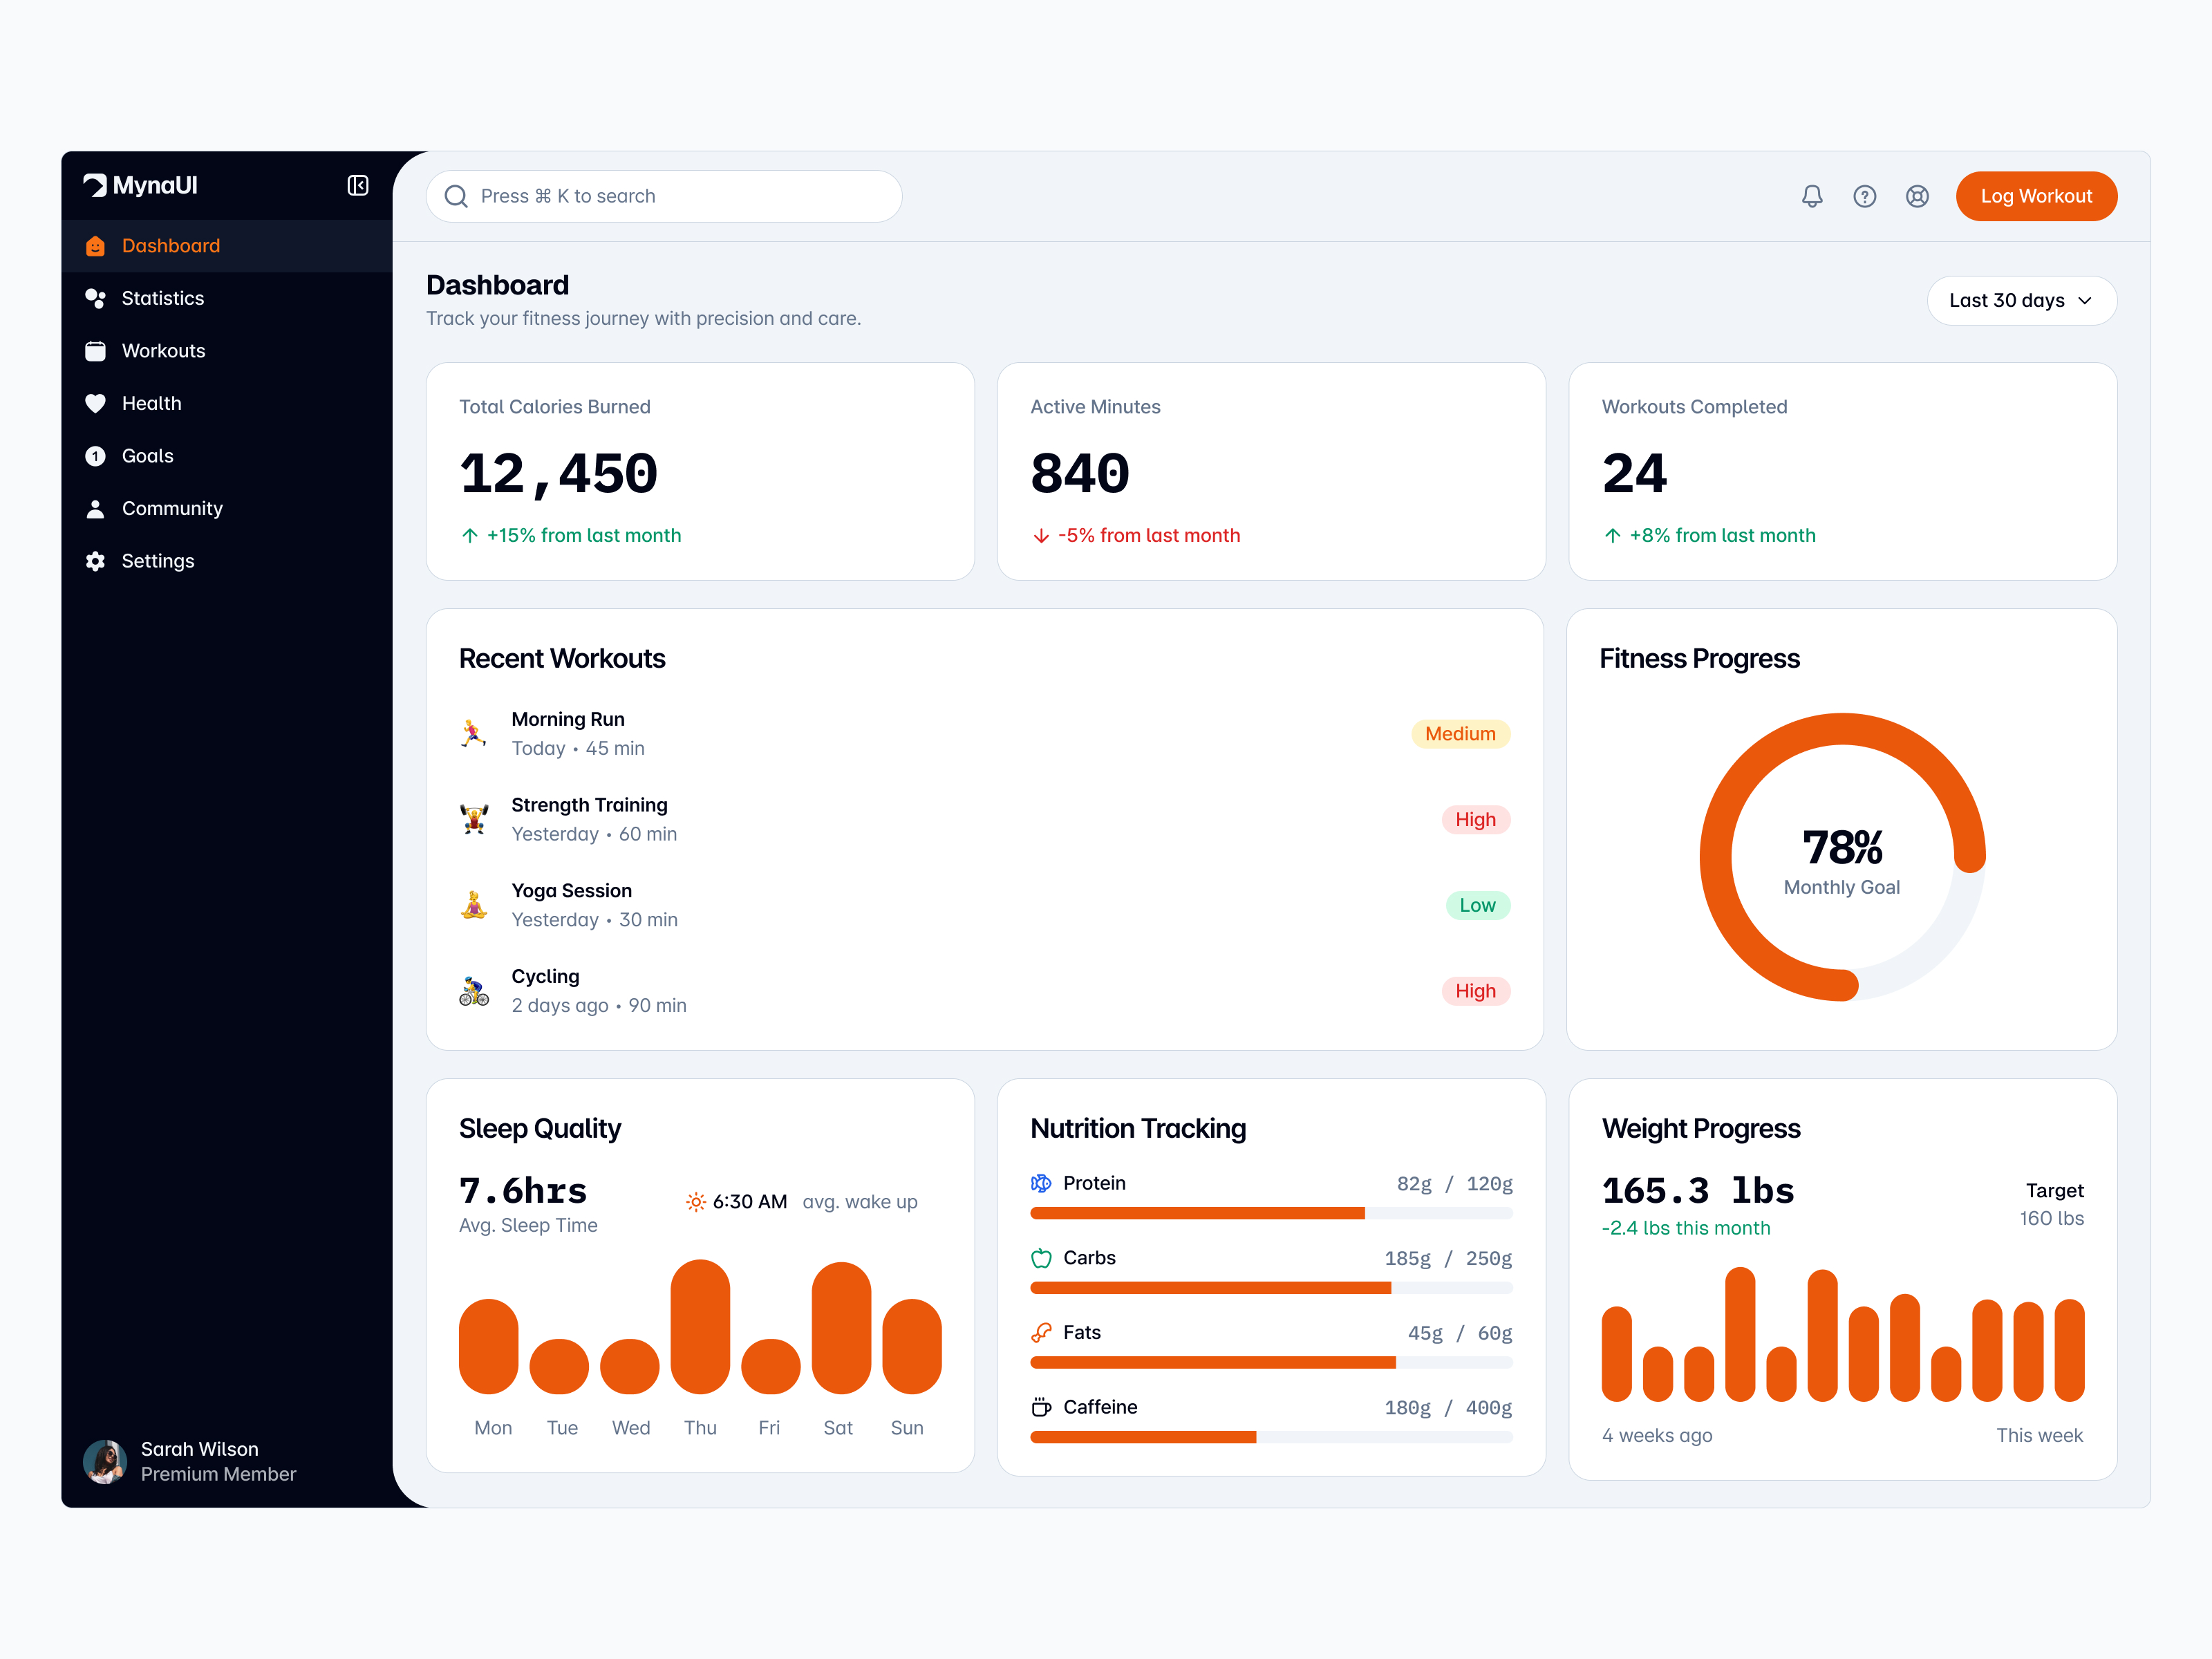 MynaUI
Press ⌘ K to search
Log Workout
Dashboard
Statistics
Workouts
Health
1
Goals
Community
Settings
Sarah Wilson
Premium Member
Dashboard
Track your fitness journey with precision and care.
Last 30 days
Total Calories Burned
12,450
+15% from last month
Active Minutes
840
-5% from last month
Workouts Completed
24
+8% from last month
Recent Workouts
Morning Run
Today • 45 min
Medium
Strength Training
Yesterday • 60 min
High
Yoga Session
Yesterday • 30 min
Low
Cycling
2 days ago • 90 min
High
Fitness Progress
78%
Monthly Goal
Sleep Quality
7.6hrs
Avg. Sleep Time
6:30 AM avg. wake up
Mon Tue Wed Thu Fri Sat Sun
Nutrition Tracking
Protein 82g / 120g
Carbs 185g / 250g
Fats 45g / 60g
Caffeine 180g / 400g
Weight Progress
165.3 lbs
-2.4 lbs this month
Target
160 lbs
4 weeks ago This week